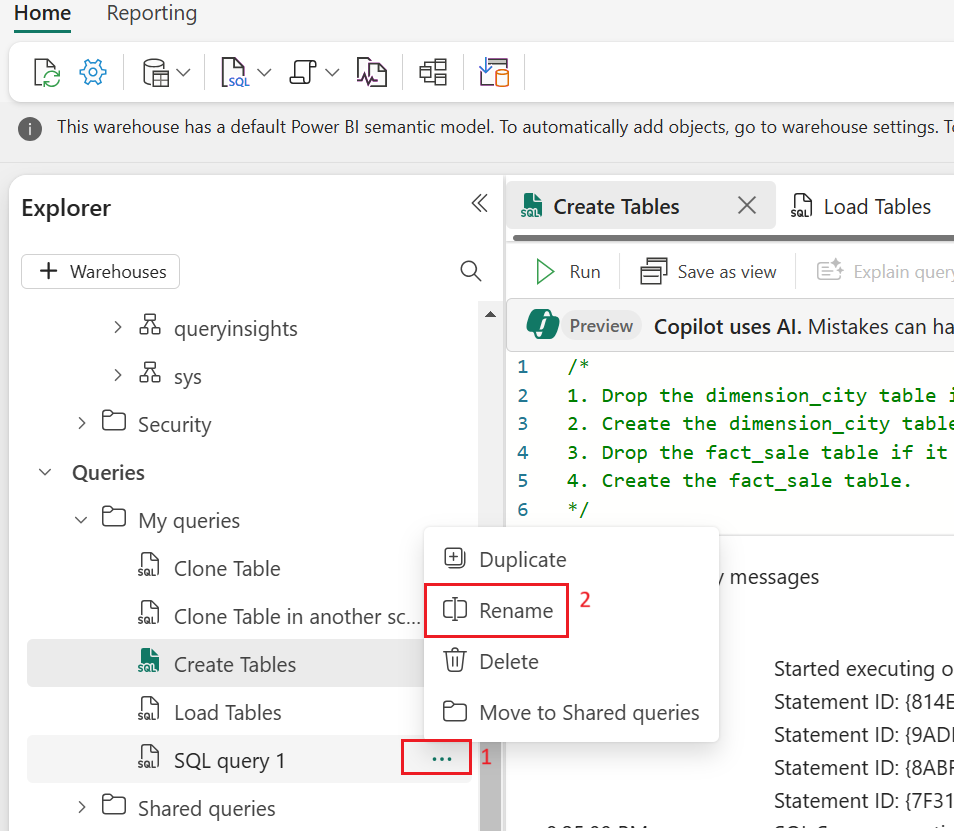 Home Reporting
SQL
This warehouse has a default Power BI semantic model. To automatically add objects, go to warehouse settings.
Explorer
SQL Create Tables SQL Load Tables
+ Warehouses
Run Save as view Explain query
Preview Copilot uses AI. Mistakes can
queryinsights
sys
Security
Queries
My queries
SQL Clone Table
SQL Clone Table in another sc...
SQL Create Tables
SQL Load Tables
SQL SQL query 1 ... 1
Shared queries
1 /*
2 1. Drop the dimension_city table
3 2. Create the dimension_city table
4 3. Drop the fact_sale table if it
5 4. Create the fact_sale table.
6 */
Duplicate
Rename 2
Delete
Move to Shared queries
messages
Started executing
Statement ID: {814
Statement ID: {9AD
Statement ID: {8AB
Statement ID: {7F31